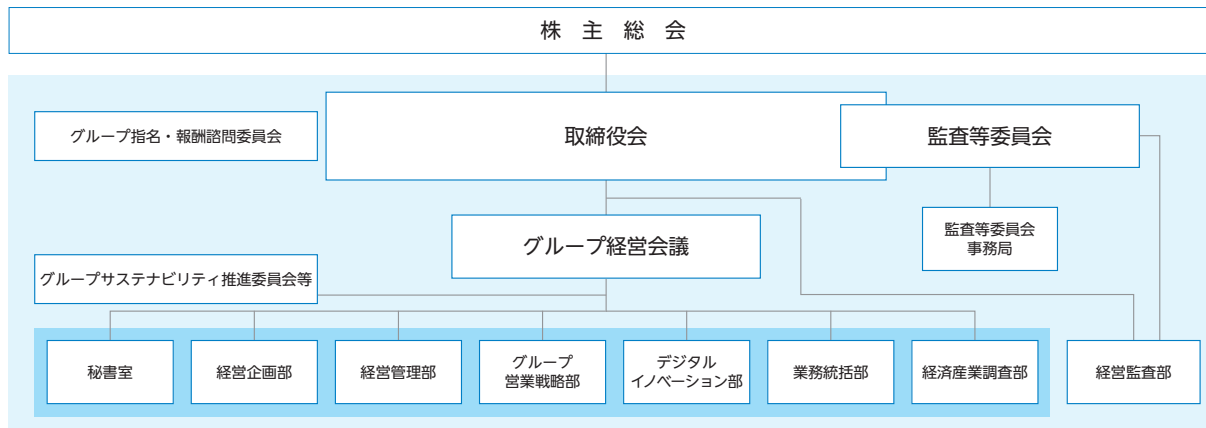 株主総会
グループ指名・報酬諮問委員会
取締役会
監査等委員会
監査等委員会
事務局
グループ経営会議
グループサステナビリティ推進委員会等
秘書室
経営企画部
経営管理部
グループ
営業戦略部
デジタル
イノベーション部
業務統括部
経済産業調査部
経営監査部